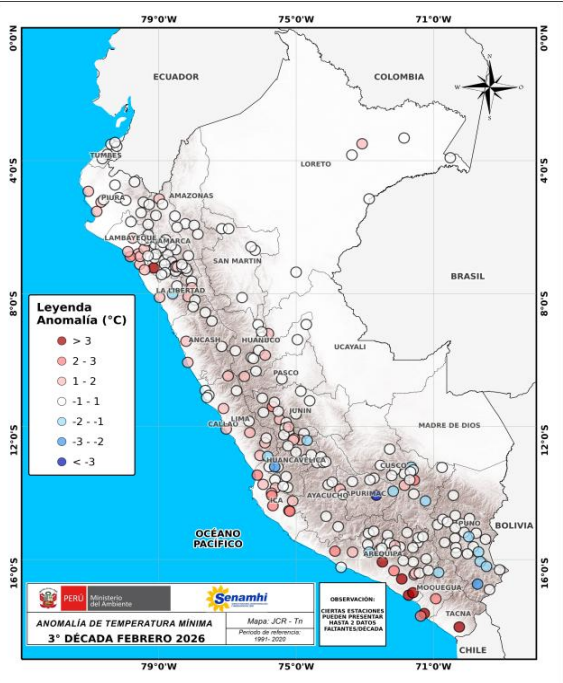 79°0'W
75°0'W
71°0'W
0°0'N
0°0'N
ECUADOR
COLOMBIA
N
W
O
S
TUMBES
LORETO
4°0'S
4°0'S
PIURA
AMAZONAS
LAMBAYEQUE
CAJAMARCA
SAN MARTIN
BRASIL
8°0'S
8°0'S
LA LIBERTAD
Leyenda
Anomalía (°C)
> 3
2 - 3
1 - 2
-1 - 1
-2 - -1
-3 - -2
< -3
ANCASH
HUANUCO
UCAYALI
PASCO
LIMA
JUNIN
CALLAO
MADRE DE DIOS
12°0'S
12°0'S
HUANCAVELICA
CUSCO
ICA
AYACUCHO
APURIMAC
PUNO
BOLIVIA
OCÉANO
PACÍFICO
AREQUIPA
16°0'S
16°0'S
MOQUEGUA
TACNA
CHILE
PERÚ
Ministerio
del Ambiente
Senamhi
ANOMALÍA DE TEMPERATURA MÍNIMA
3° DÉCADA FEBRERO 2026
Mapa: JCR - Tn
Periodo de referencia:
1991- 2020
OBSERVACIÓN:
CIERTAS ESTACIONES
PUEDEN PRESENTAR
HASTA 2 DATOS
FALTANTES/DÉCADA
79°0'W
75°0'W
71°0'W